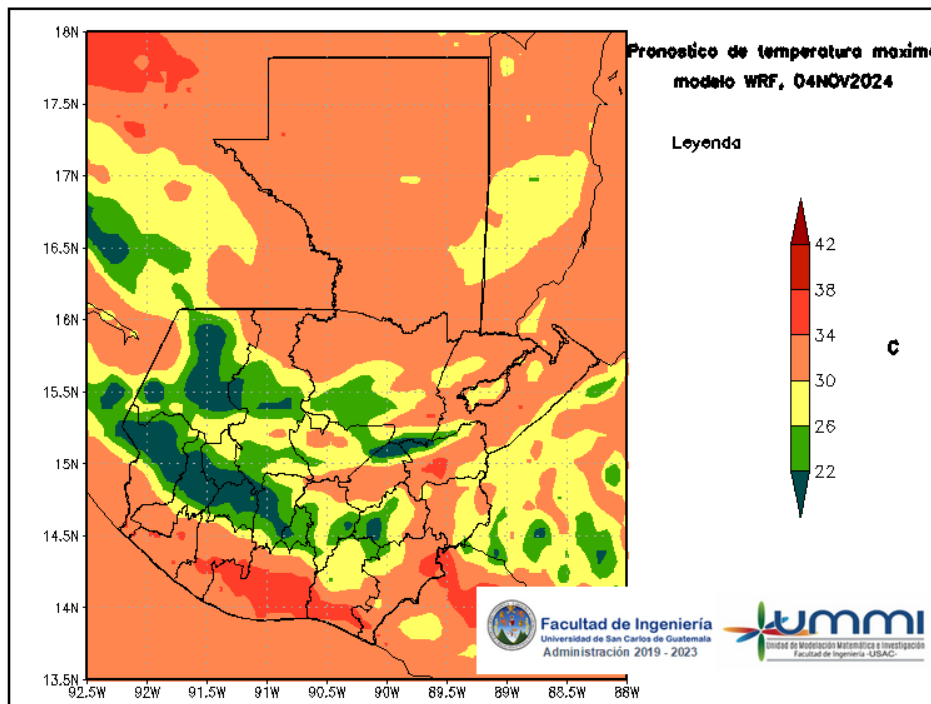 Pronostico de temperatura maxima
modelo WRF, 04NOV2024
Leyenda
18N
17.5N
17N
16.5N
16N
15.5N
15N
14.5N
14N
13.5N
92.5W
92W
91.5W
91W
90.5W
90W
89.5W
89W
88.5W
88W
42
38
34
30
26
22
C
Facultad de Ingeniería
Universidad de San Carlos de Guatemala
Administración 2019 - 2023
UMMI
Unidad de Modelación Matemática e Investigación
Facultad de Ingeniería -USAC-